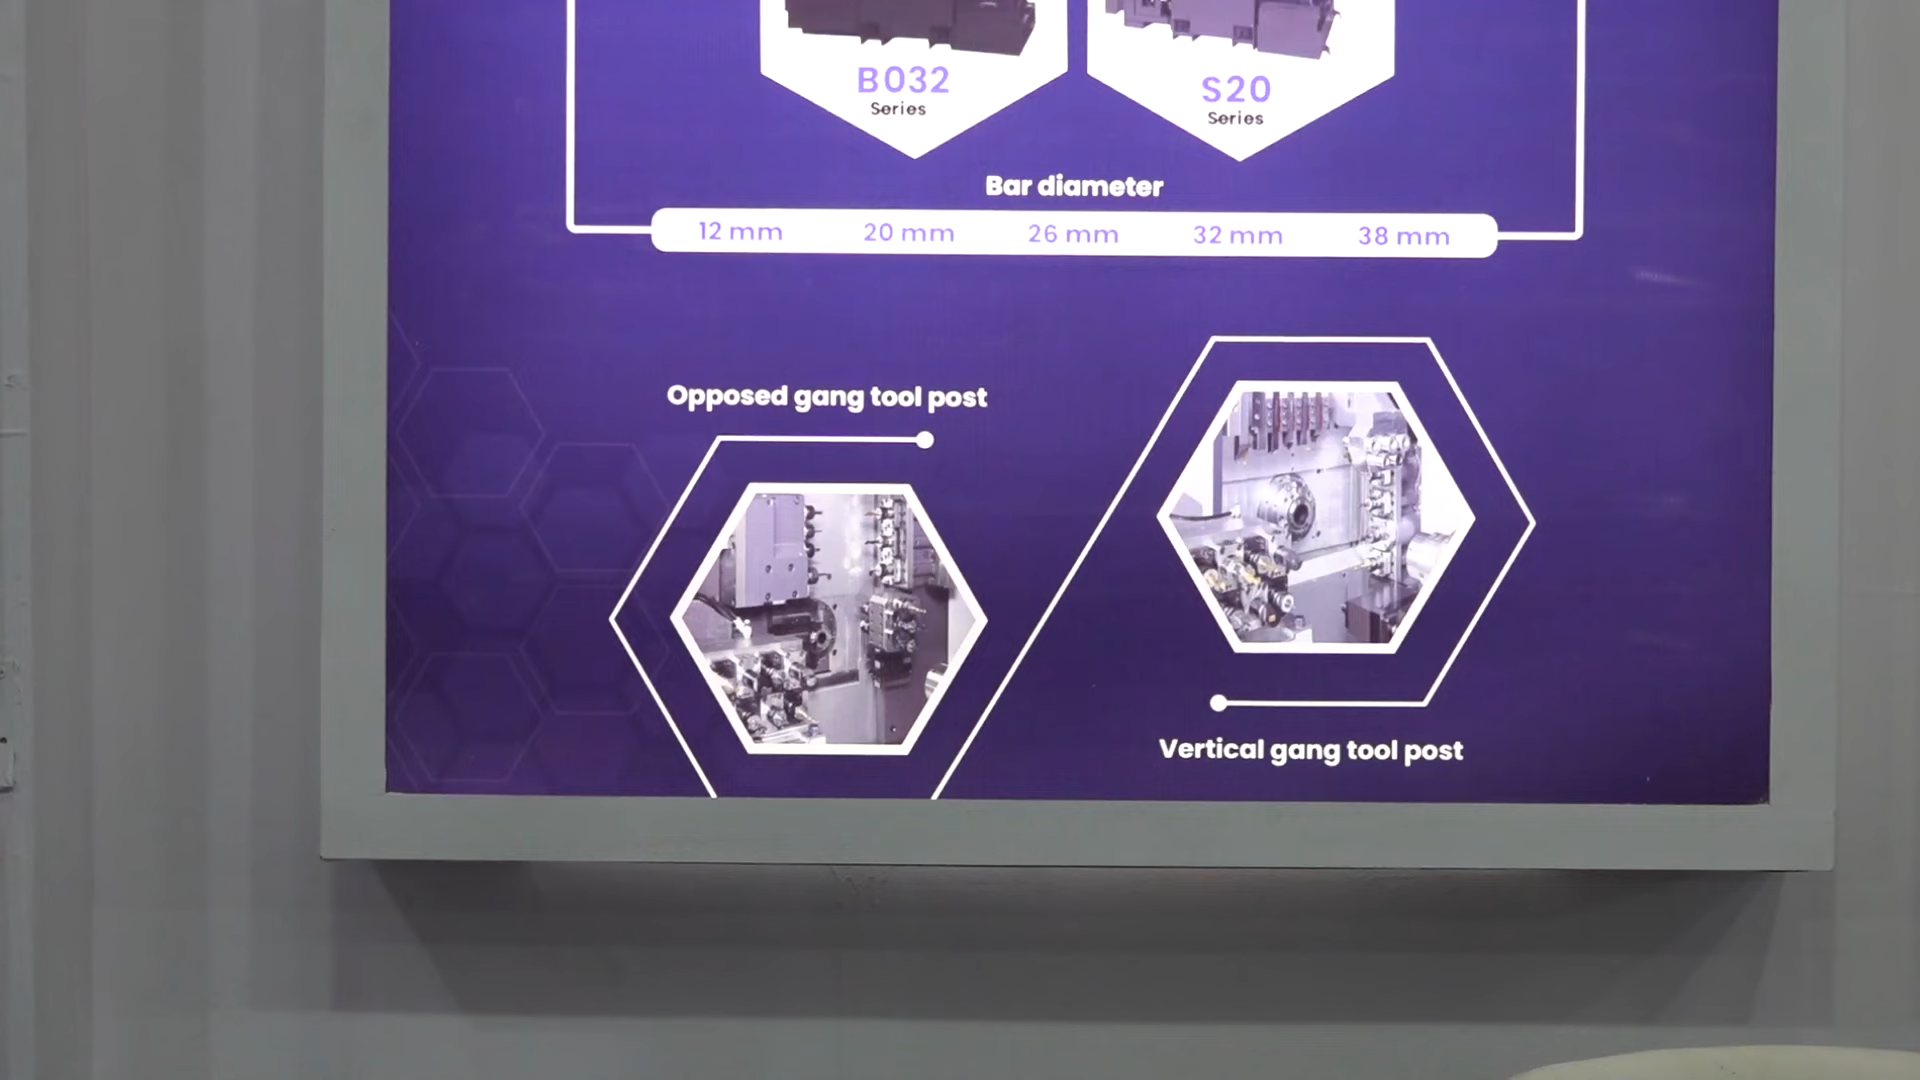 B032
Series
S20
Series
Bar diameter
12 mm 20 mm 26 mm 32 mm 38 mm
Opposed gang tool post
Vertical gang tool post